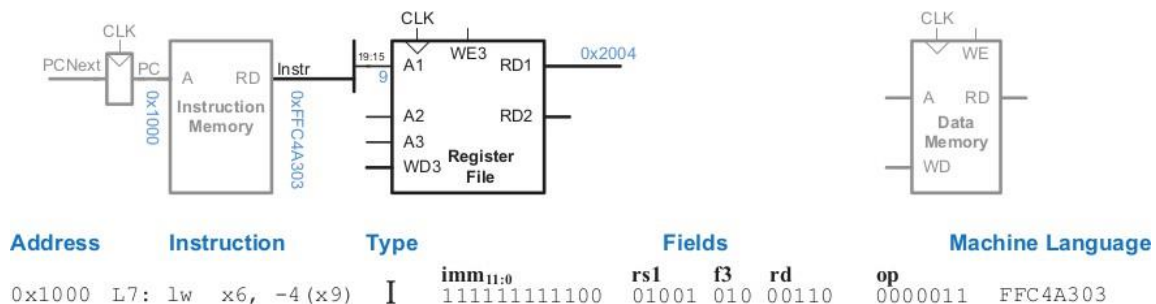 CLK
CLK
CLK
PCNext
PC
A
RD
Instr
Instruction
Memory
0x1000
0xFFC4A303
19:15
9
A1
WE3
RD1
0x2004
A2
RD2
A3
WD3
Register
File
WE
A
RD
Data
Memory
WD
Address Instruction Type Fields Machine Language
imm11:0 rs1 f3 rd op
0x1000 L7: lw x6, -4(x9) I 111111111100 01001 010 00110 0000011 FFC4A303